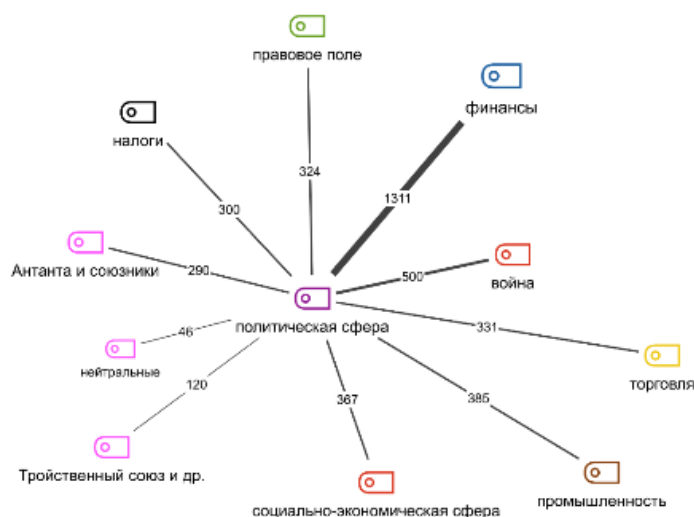 правовое поле
финансы
налоги
324
1311
300
Антанта и союзники
290
500
война
политическая сфера
46
331
нейтральные
торговля
120
367
385
Тройственный союз и др.
социально-экономическая сфера
промышленность